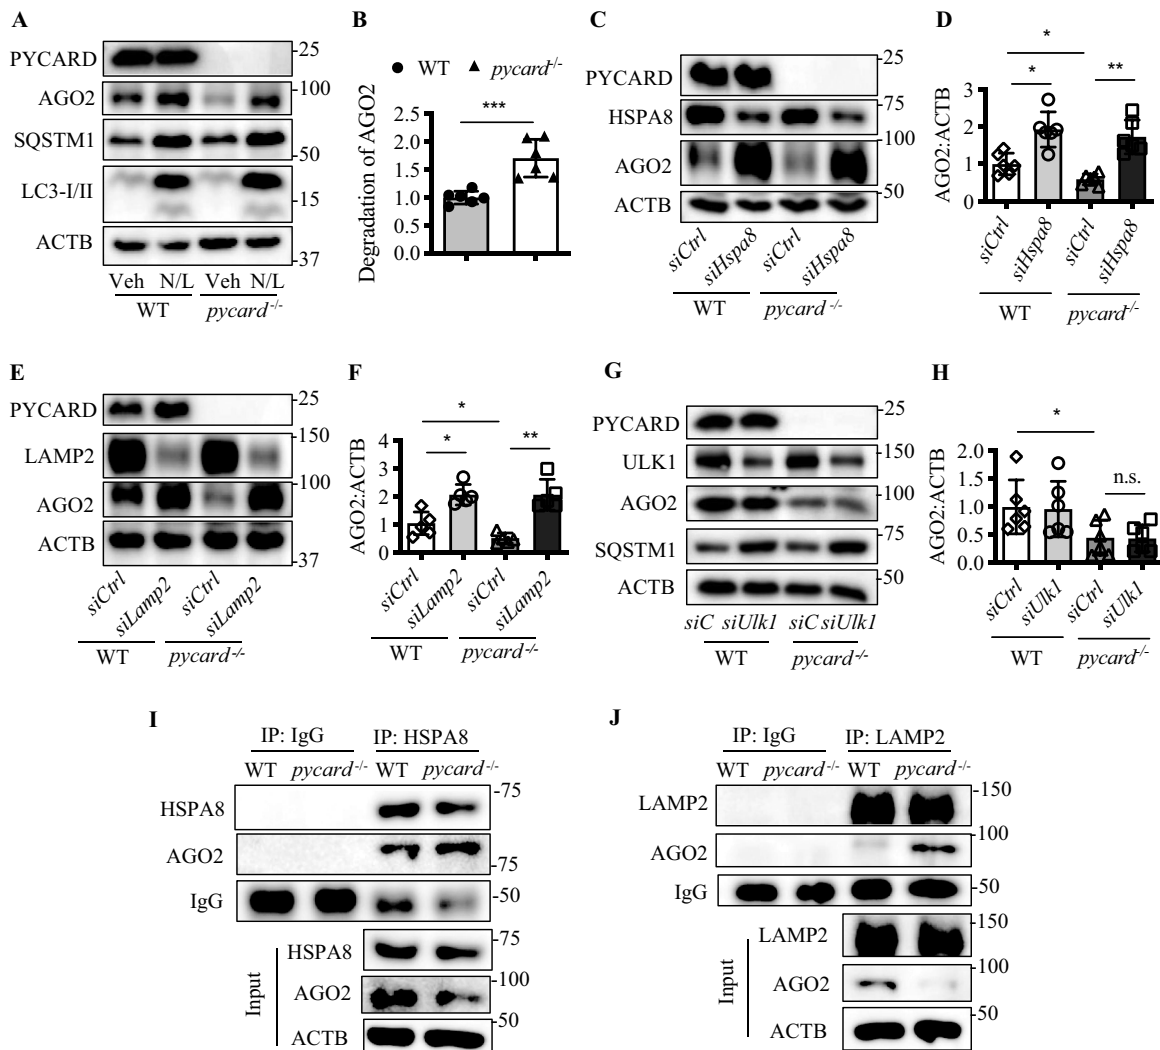 A
PYCARD
-25
AGO2
-100
SQSTM1
50
LC3-I/II
-15
ACTB
-37
Veh N/L Veh N/L
WT pycard-/-
B
● WT ▲ pycard-/-
Degradation of AGO2
***
2.5
2.0
1.5
1.0
0.5
0.0
C
PYCARD
-25
HSPA8
-75
-100
AGO2
-50
ACTB
siCtrl siHspa8 siCtrl siHspa8
WT pycard-/-
D
AGO2:ACTB
*
* **
3
2
1
0
siCtrl siHspa8 siCtrl siHspa8
WT pycard-/-
E
PYCARD
-25
LAMP2
-150
AGO2
-100
ACTB
-37
siCtrl siLamp2 siCtrl siLamp2
WT pycard-/-
F
AGO2:ACTB
*
* **
4
3
2
1
0
siCtrl siLamp2 siCtrl siLamp2
WT pycard-/-
G
PYCARD
-25
ULK1
-150
AGO2
-100
SQSTM1
-75
ACTB
-50
siC siUlk1 siC siUlk1
WT pycard-/-
H
AGO2:ACTB
*
n.s.
2.0
1.5
1.0
0.5
0.0
siCtrl siUlk1 siCtrl siUlk1
WT pycard-/-
I
IP: IgG IP: HSPA8
WT pycard-/- WT pycard-/-
HSPA8
-75
AGO2
75
IgG
-50
Input
HSPA8
-75
AGO2
-100
ACTB
-50
J
IP: IgG IP: LAMP2
WT pycard-/- WT pycard-/-
LAMP2
-150
AGO2
100
IgG
-50
Input
LAMP2
-150
AGO2
-100
ACTB
-50